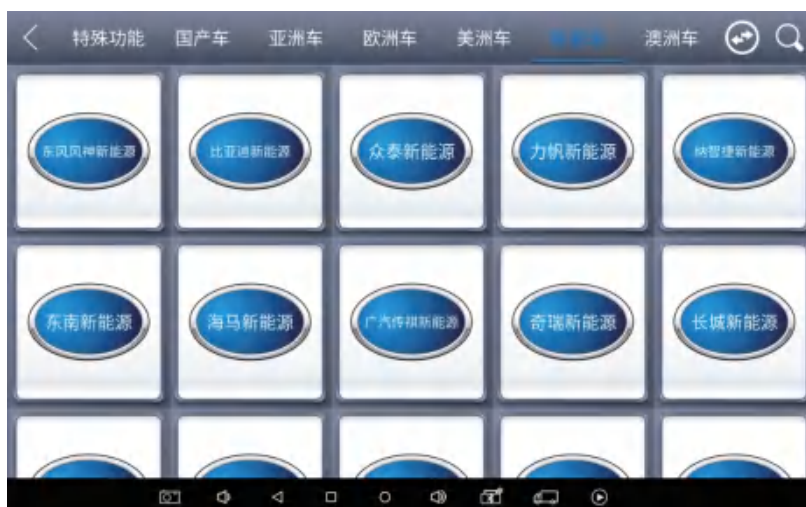 特殊功能 国产车 亚洲车 欧洲车 美洲车 澳洲车
东风风神新能源 比亚迪新能源 众泰新能源 力帆新能源 纳智捷新能源
东南新能源 海马新能源 广汽传祺新能源 奇瑞新能源 长城新能源